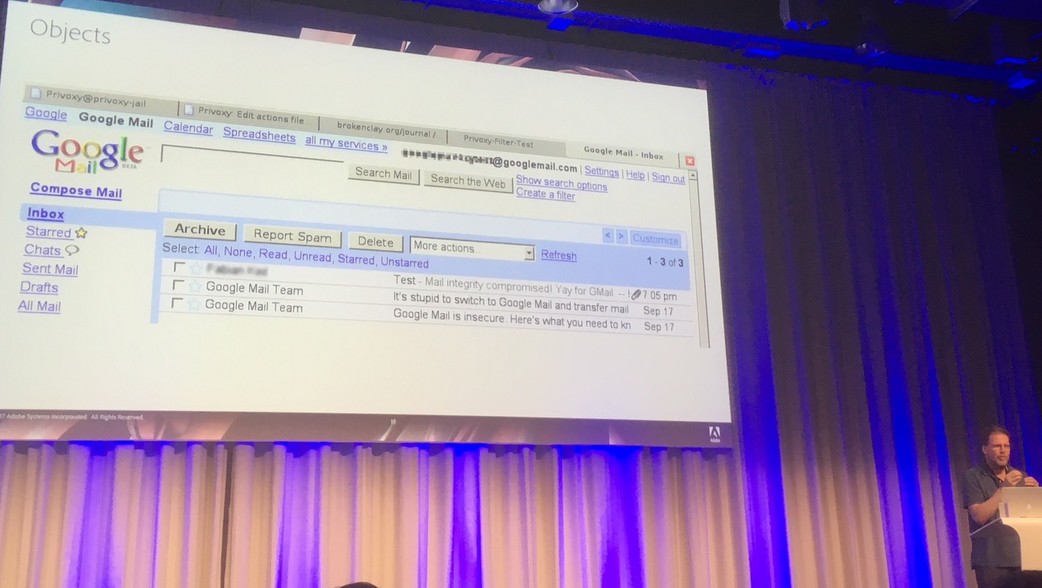 Objects
Privoxy@privoxy-jail
Privoxy: Edit actions file
brokenclay.org/journal /
Privoxy-Filter-Test
Google Mail - Inbox
Google Google Mail Calendar Spreadsheets all my services »
@googlemail.com | Settings | Help | Sign out
Google
Mail BETA
Search Mail Search the Web Show search options
Create a filter
Compose Mail
Inbox
Starred
Chats
Sent Mail
Drafts
All Mail
< > Customize
Archive Report Spam Delete More actions... Refresh 1 - 3 of 3
Select: All, None, Read, Unread, Starred, Unstarred
Test - Mail integrity compromised! Yay for GMail -- 7:05 pm
Google Mail Team It's stupid to switch to Google Mail and transfer mail Sep 17
Google Mail Team Google Mail is insecure. Here's what you need to kn Sep 17
Adobe Systems Incorporated. All Rights Reserved.
Adobe